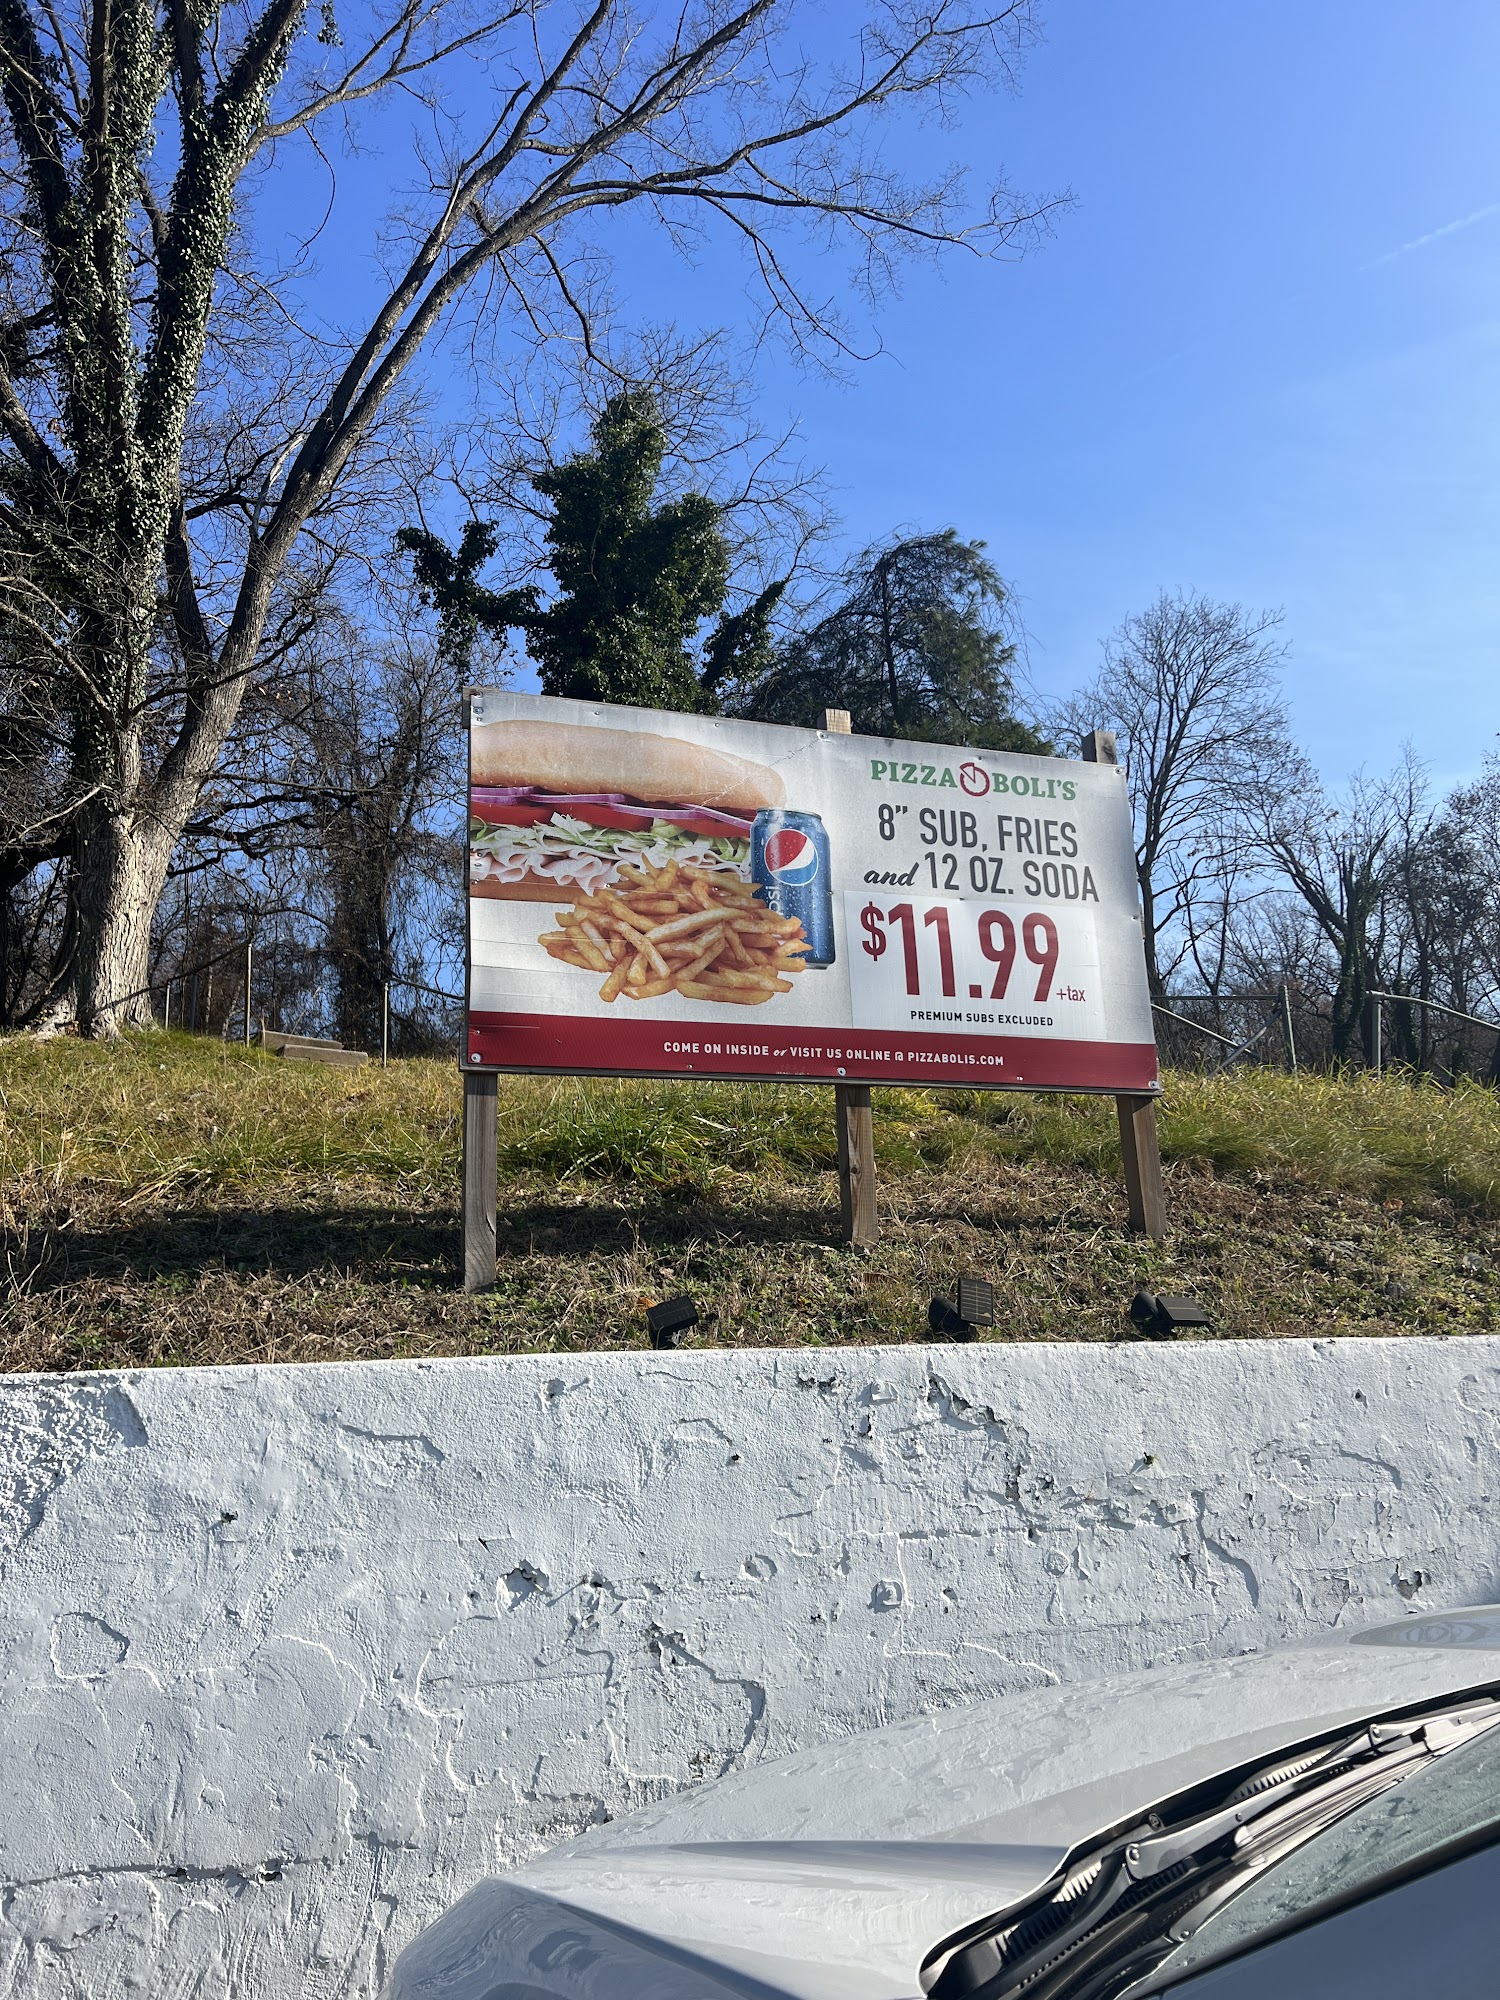 PIZZA BOLI'S
8" SUB, FRIES
and 12 OZ. SODA
$11.99 +tax
PREMIUM SUBS EXCLUDED
COME ON INSIDE or VISIT US ONLINE @ PIZZABOLIS.COM